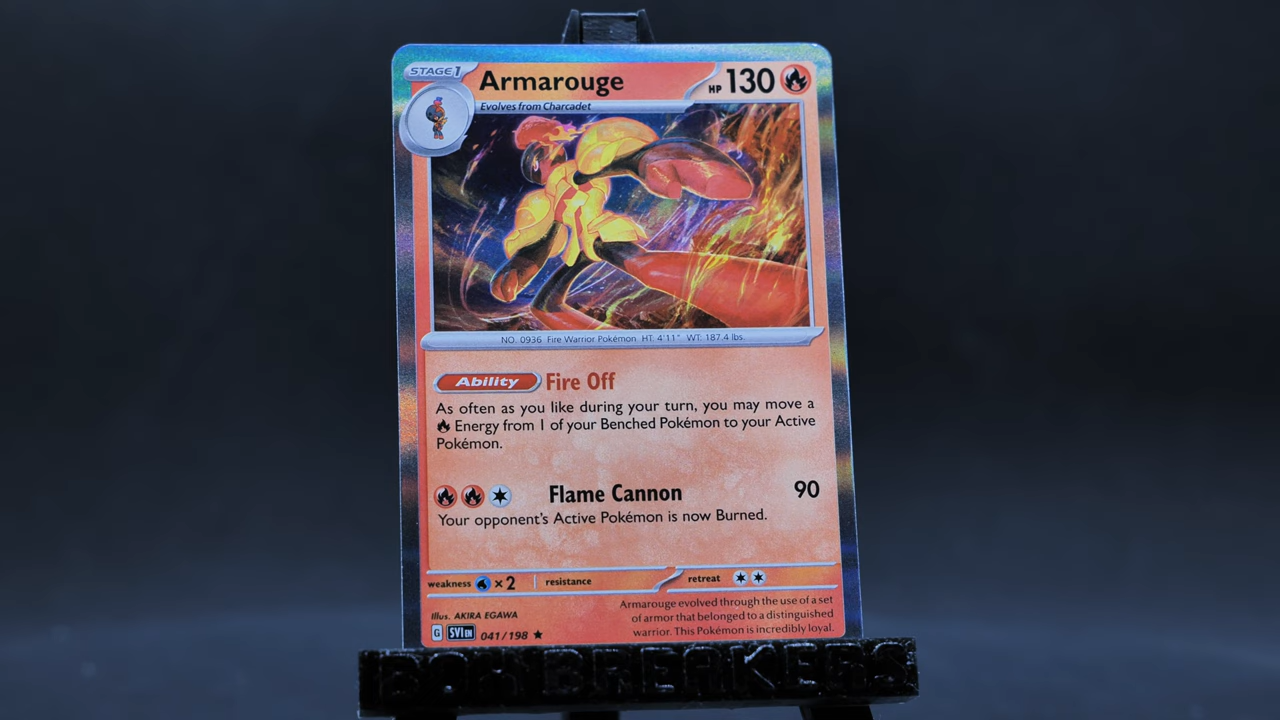 STAGE1 Armarouge HP 130
Evolves from Charcadet
NO. 0936 Fire Warrior Pokémon HT: 4'11" WT: 187.4 lbs.
Ability Fire Off
As often as you like during your turn, you may move a
Energy from 1 of your Benched Pokémon to your Active
Pokémon.
Flame Cannon 90
Your opponent's Active Pokémon is now Burned.
weakness ×2 resistance retreat
Illus. AKIRA EGAWA
G SVI EN 041/198 ★
Armarouge evolved through the use of a set
of armor that belonged to a distinguished
warrior. This Pokémon is incredibly loyal.
BOX BREAKERS